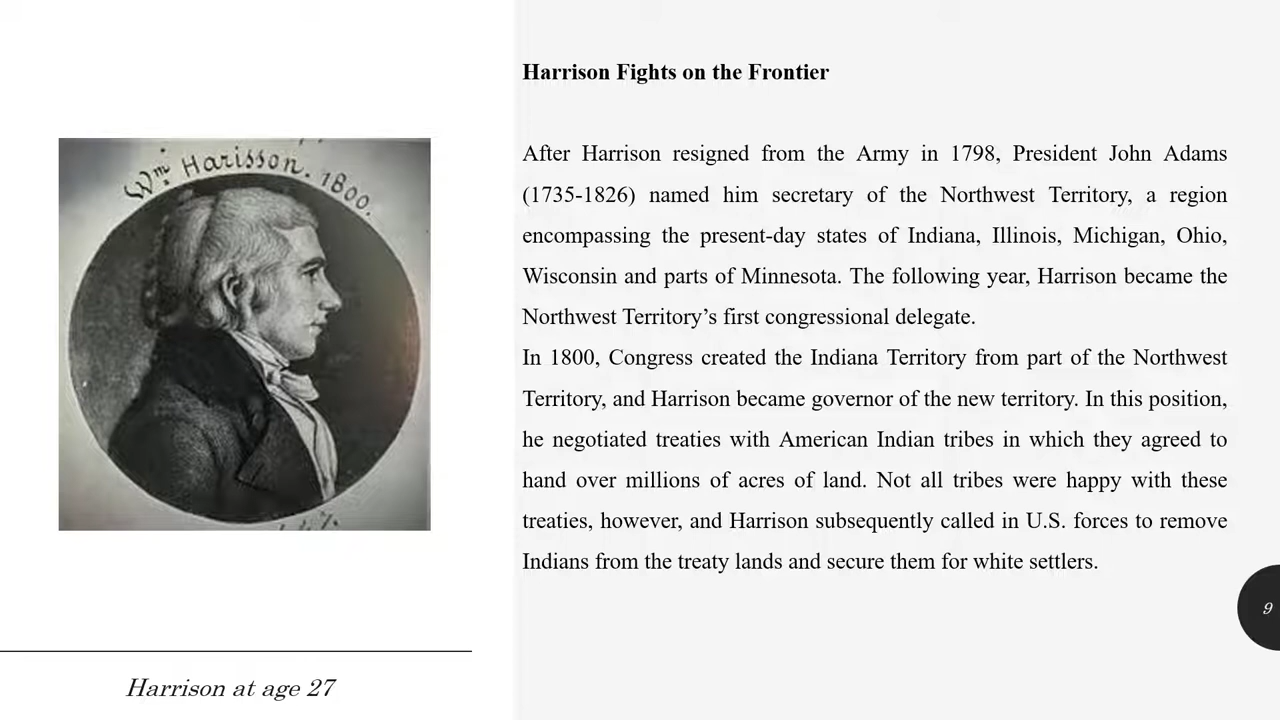 Wm Harisson. 1800.
Harrison at age 27
Harrison Fights on the Frontier
After Harrison resigned from the Army in 1798, President John Adams
(1735-1826) named him secretary of the Northwest Territory, a region
encompassing the present-day states of Indiana, Illinois, Michigan, Ohio,
Wisconsin and parts of Minnesota. The following year, Harrison became the
Northwest Territory’s first congressional delegate.
In 1800, Congress created the Indiana Territory from part of the Northwest
Territory, and Harrison became governor of the new territory. In this position,
he negotiated treaties with American Indian tribes in which they agreed to
hand over millions of acres of land. Not all tribes were happy with these
treaties, however, and Harrison subsequently called in U.S. forces to remove
Indians from the treaty lands and secure them for white settlers.
9